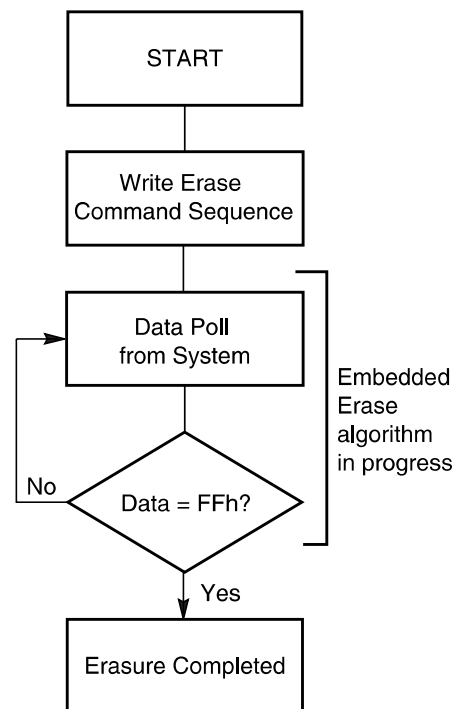 START
Write Erase
Command Sequence
Data Poll
from System
Embedded
Erase
algorithm
in progress
No
Data = FFh?
Yes
Erasure Completed